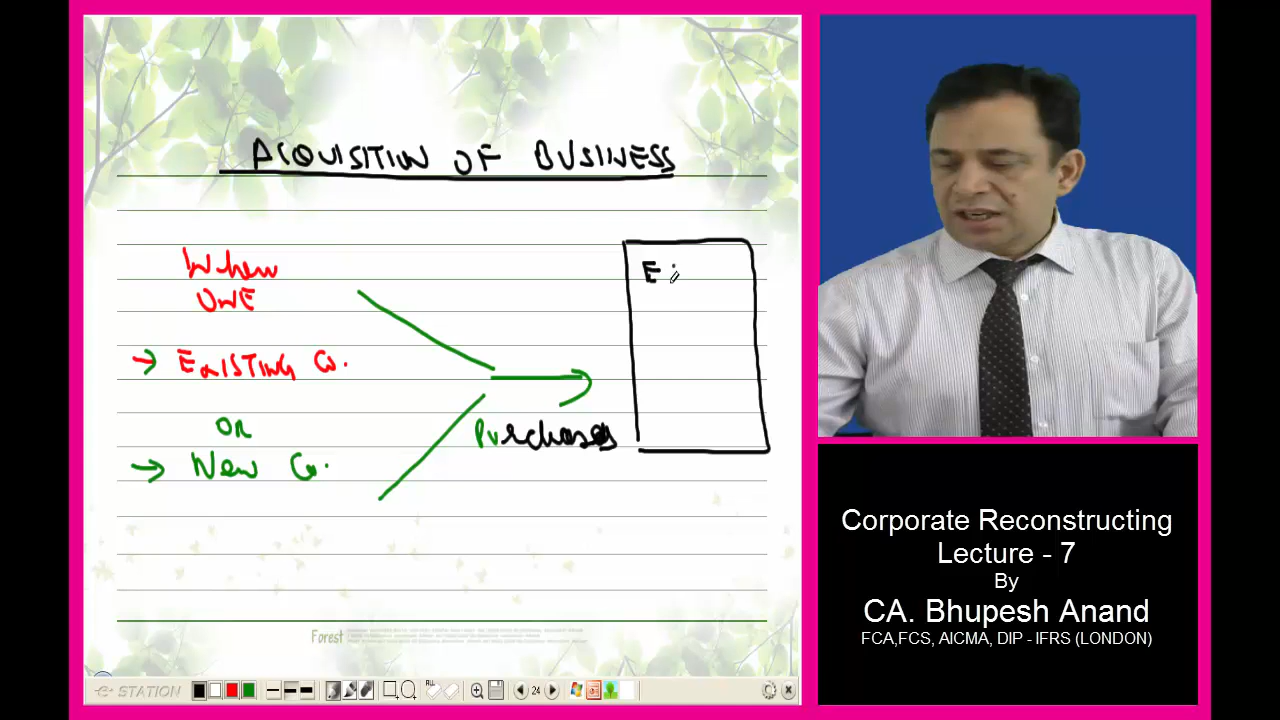 ACQUISITION OF BUSINESS
When
ONE
→ EXISTING Co.
OR
→ New Co.
Purchases
E
Forest
e-STATION
24
Corporate Reconstructing
Lecture - 7
By
CA. Bhupesh Anand
FCA,FCS, AICMA, DIP - IFRS (LONDON)